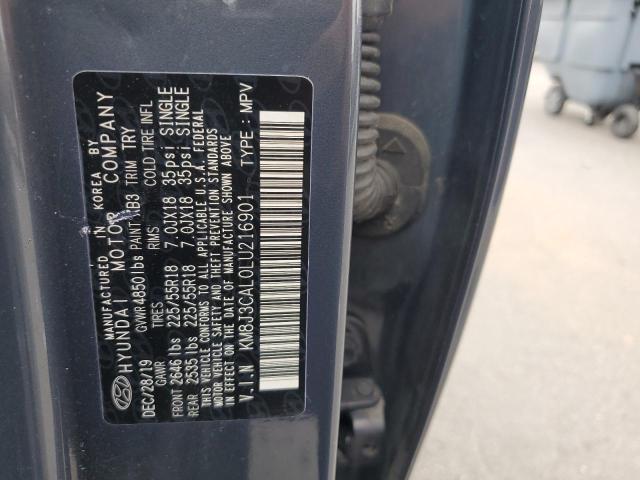 MANUFACTURED IN KOREA BY
HYUNDAI MOTOR COMPANY
DEC/28/19 GVWR 4850lbs PAINT B3 TRIM TRY
GAWR TIRES RIMS COLD TIRE INFL
FRONT 2646 lbs 225/55R18 7.0JX18 35psi SINGLE
REAR 2535 lbs 225/55R18 7.0JX18 35psi SINGLE
THIS VEHICLE CONFORMS TO ALL APPLICABLE U.S.A. FEDERAL
MOTOR VEHICLE SAFETY AND THEFT PREVENTION STANDARDS
IN EFFECT ON THE DATE OF MANUFACTURE SHOWN ABOVE
V.I.N KM8J3CAL0LU216901 TYPE : MPV